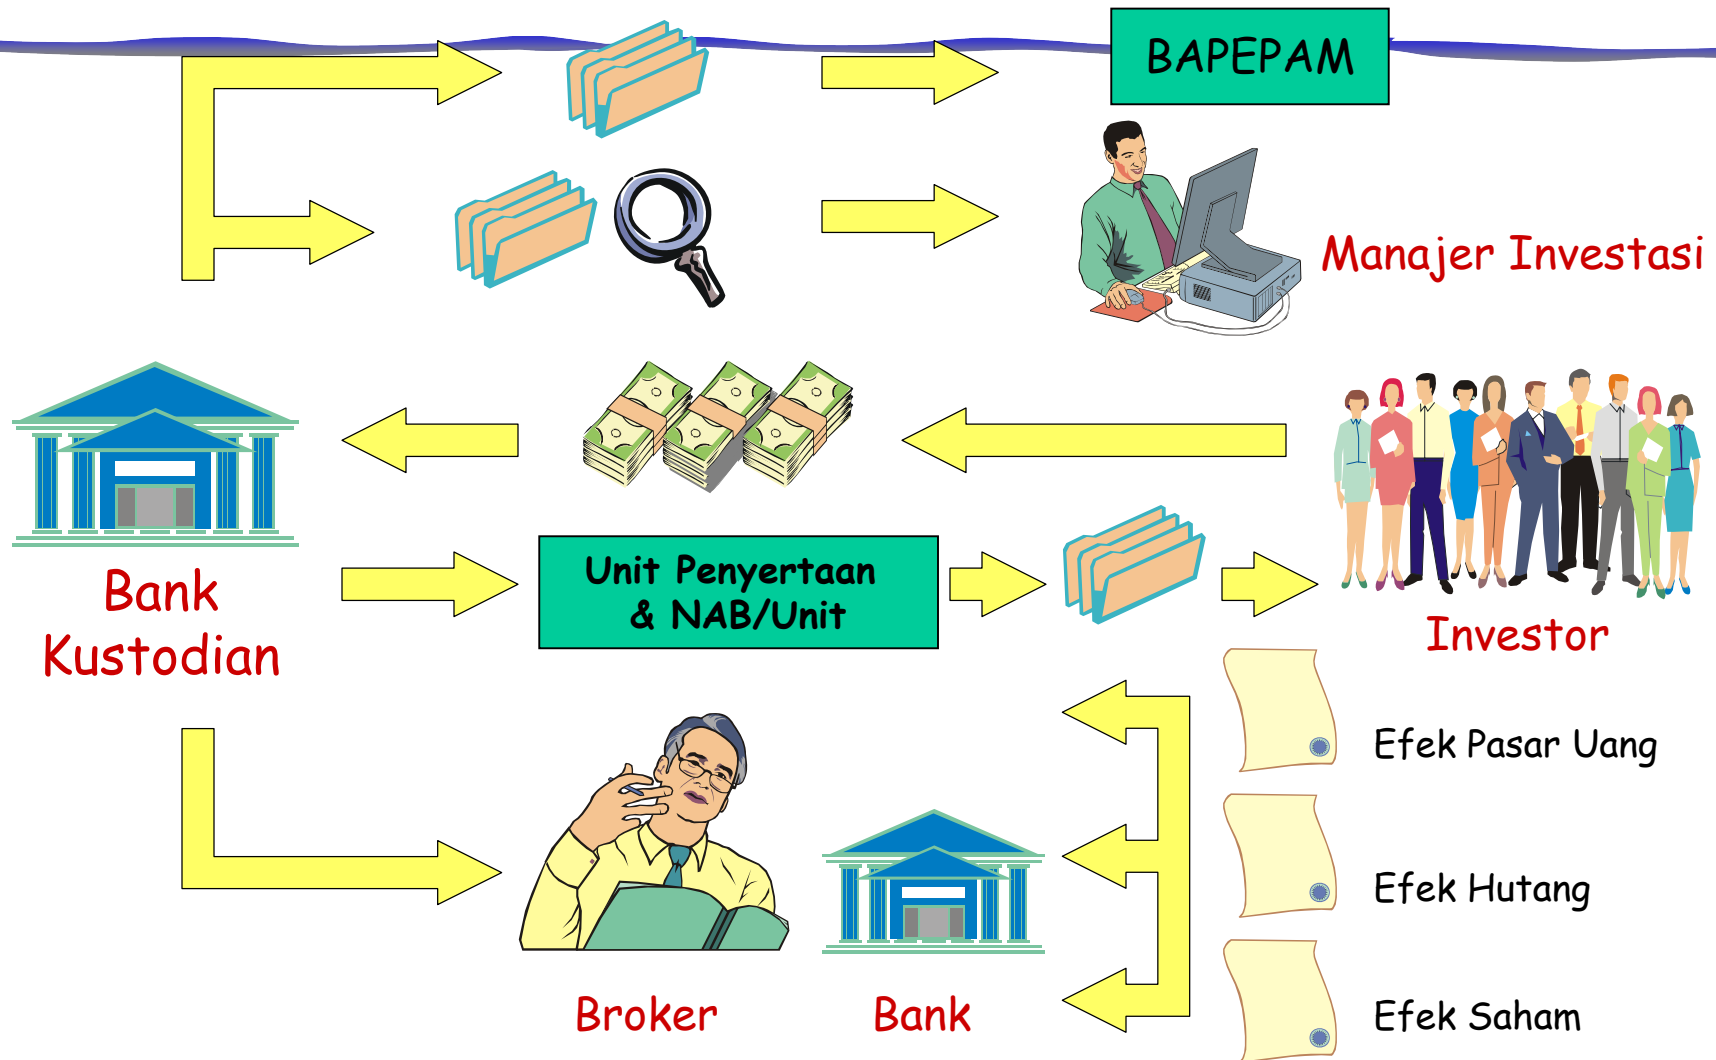 BAPEPAM
Manajer Investasi
Bank
Kustodian
Unit Penyertaan
& NAB/Unit
Investor
Efek Pasar Uang
Efek Hutang
Efek Saham
Broker
Bank